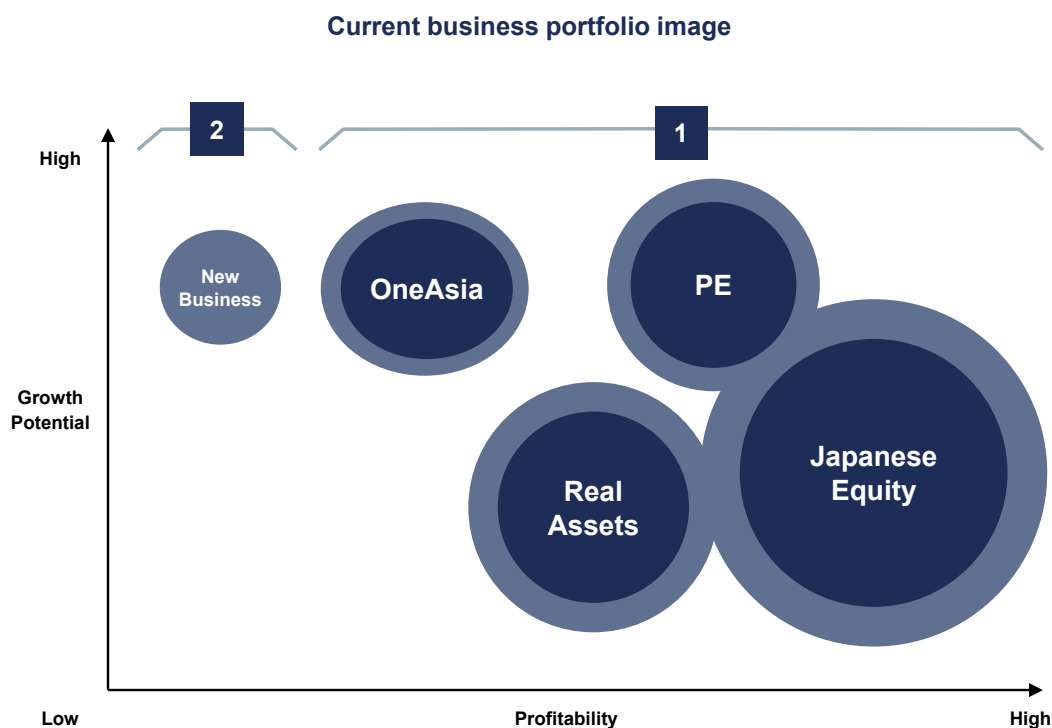 Current business portfolio image
2
1
High
New
Business
OneAsia
PE
Growth
Potential
Japanese
Equity
Real
Assets
Low
Profitability
High